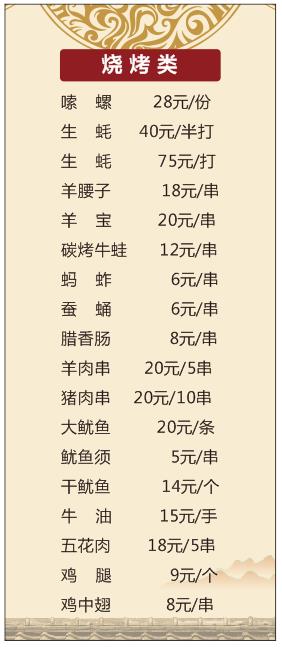 烧烤类
嗦螺 28元/份
生蚝 40元/半打
生蚝 75元/打
羊腰子 18元/串
羊宝 20元/串
碳烤牛蛙 12元/串
蚂蚱 6元/串
蚕蛹 6元/串
腊香肠 8元/串
羊肉串 20元/5串
猪肉串 20元/10串
大鱿鱼 20元/条
鱿鱼须 5元/串
干鱿鱼 14元/个
牛油 15元/手
五花肉 18元/5串
鸡腿 9元/个
鸡中翅 8元/串